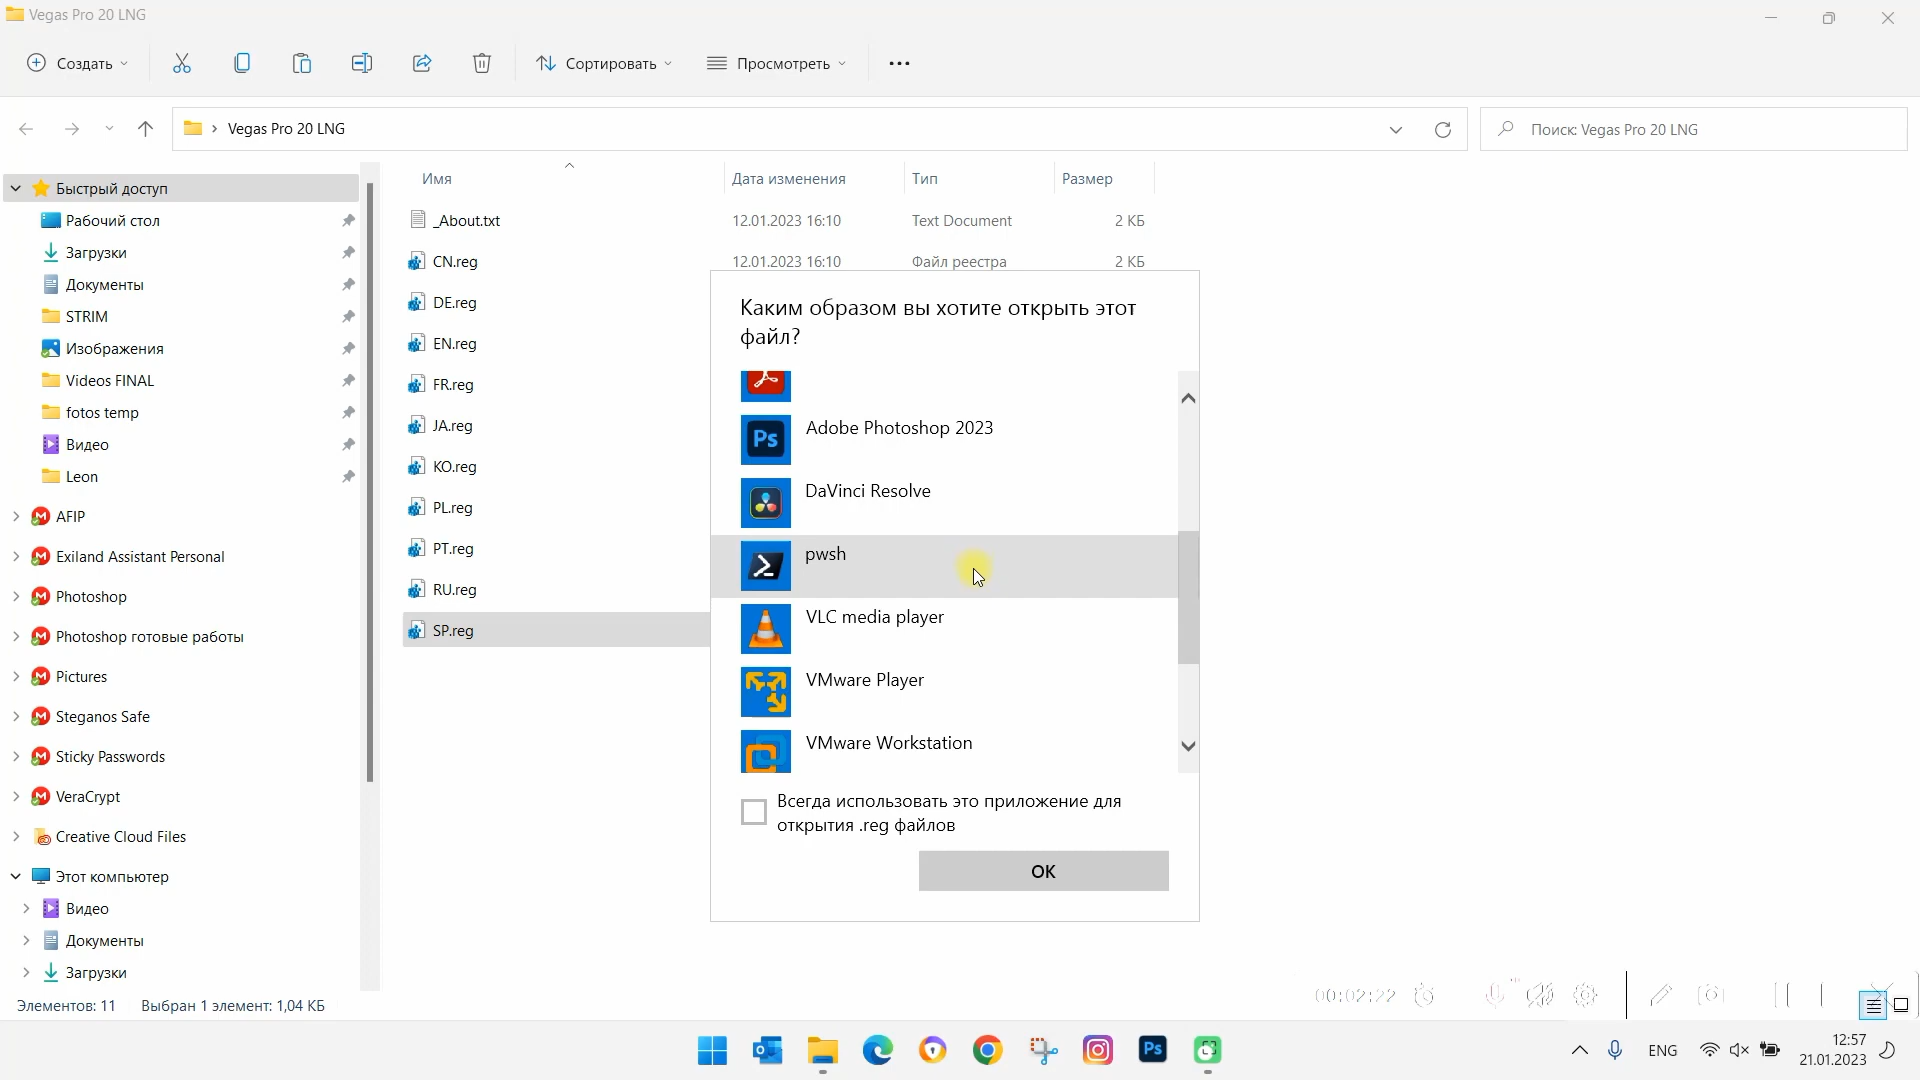 Vegas Pro 20 LNG
Создать
Сортировать
Просмотреть
Vegas Pro 20 LNG
Поиск: Vegas Pro 20 LNG
Быстрый доступ
Рабочий стол
Загрузки
Документы
STRIM
Изображения
Videos FINAL
fotos temp
Видео
Leon
AFIP
Exiland Assistant Personal
Photoshop
Photoshop готовые работы
Pictures
Steganos Safe
Sticky Passwords
VeraCrypt
Creative Cloud Files
Этот компьютер
Видео
Документы
Загрузки
Имя Дата изменения Тип Размер
_About.txt 12.01.2023 16:10 Text Document 2 КБ
CN.reg 12.01.2023 16:10 Файл реестра 2 КБ
DE.reg
EN.reg
FR.reg
JA.reg
KO.reg
PL.reg
PT.reg
RU.reg
SP.reg
Каким образом вы хотите открыть этот
файл?
Adobe Photoshop 2023
DaVinci Resolve
pwsh
VLC media player
VMware Player
VMware Workstation
Всегда использовать это приложение для
открытия .reg файлов
ОК
Элементов: 11 Выбран 1 элемент: 1,04 КБ
00:02:22
Ps
ENG
12:57
21.01.2023